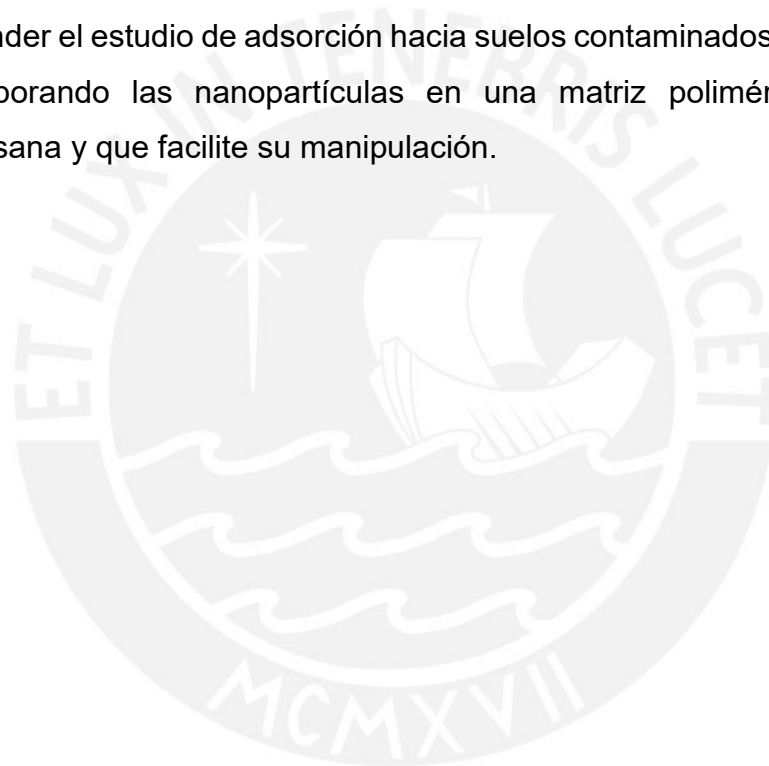 nder el estudio de adsorción hacia suelos contaminados
porando las nanopartículas en una matriz polimér
sana y que facilite su manipulación.
ET LUX IN TENEBRIS LUCET
MCMXVII